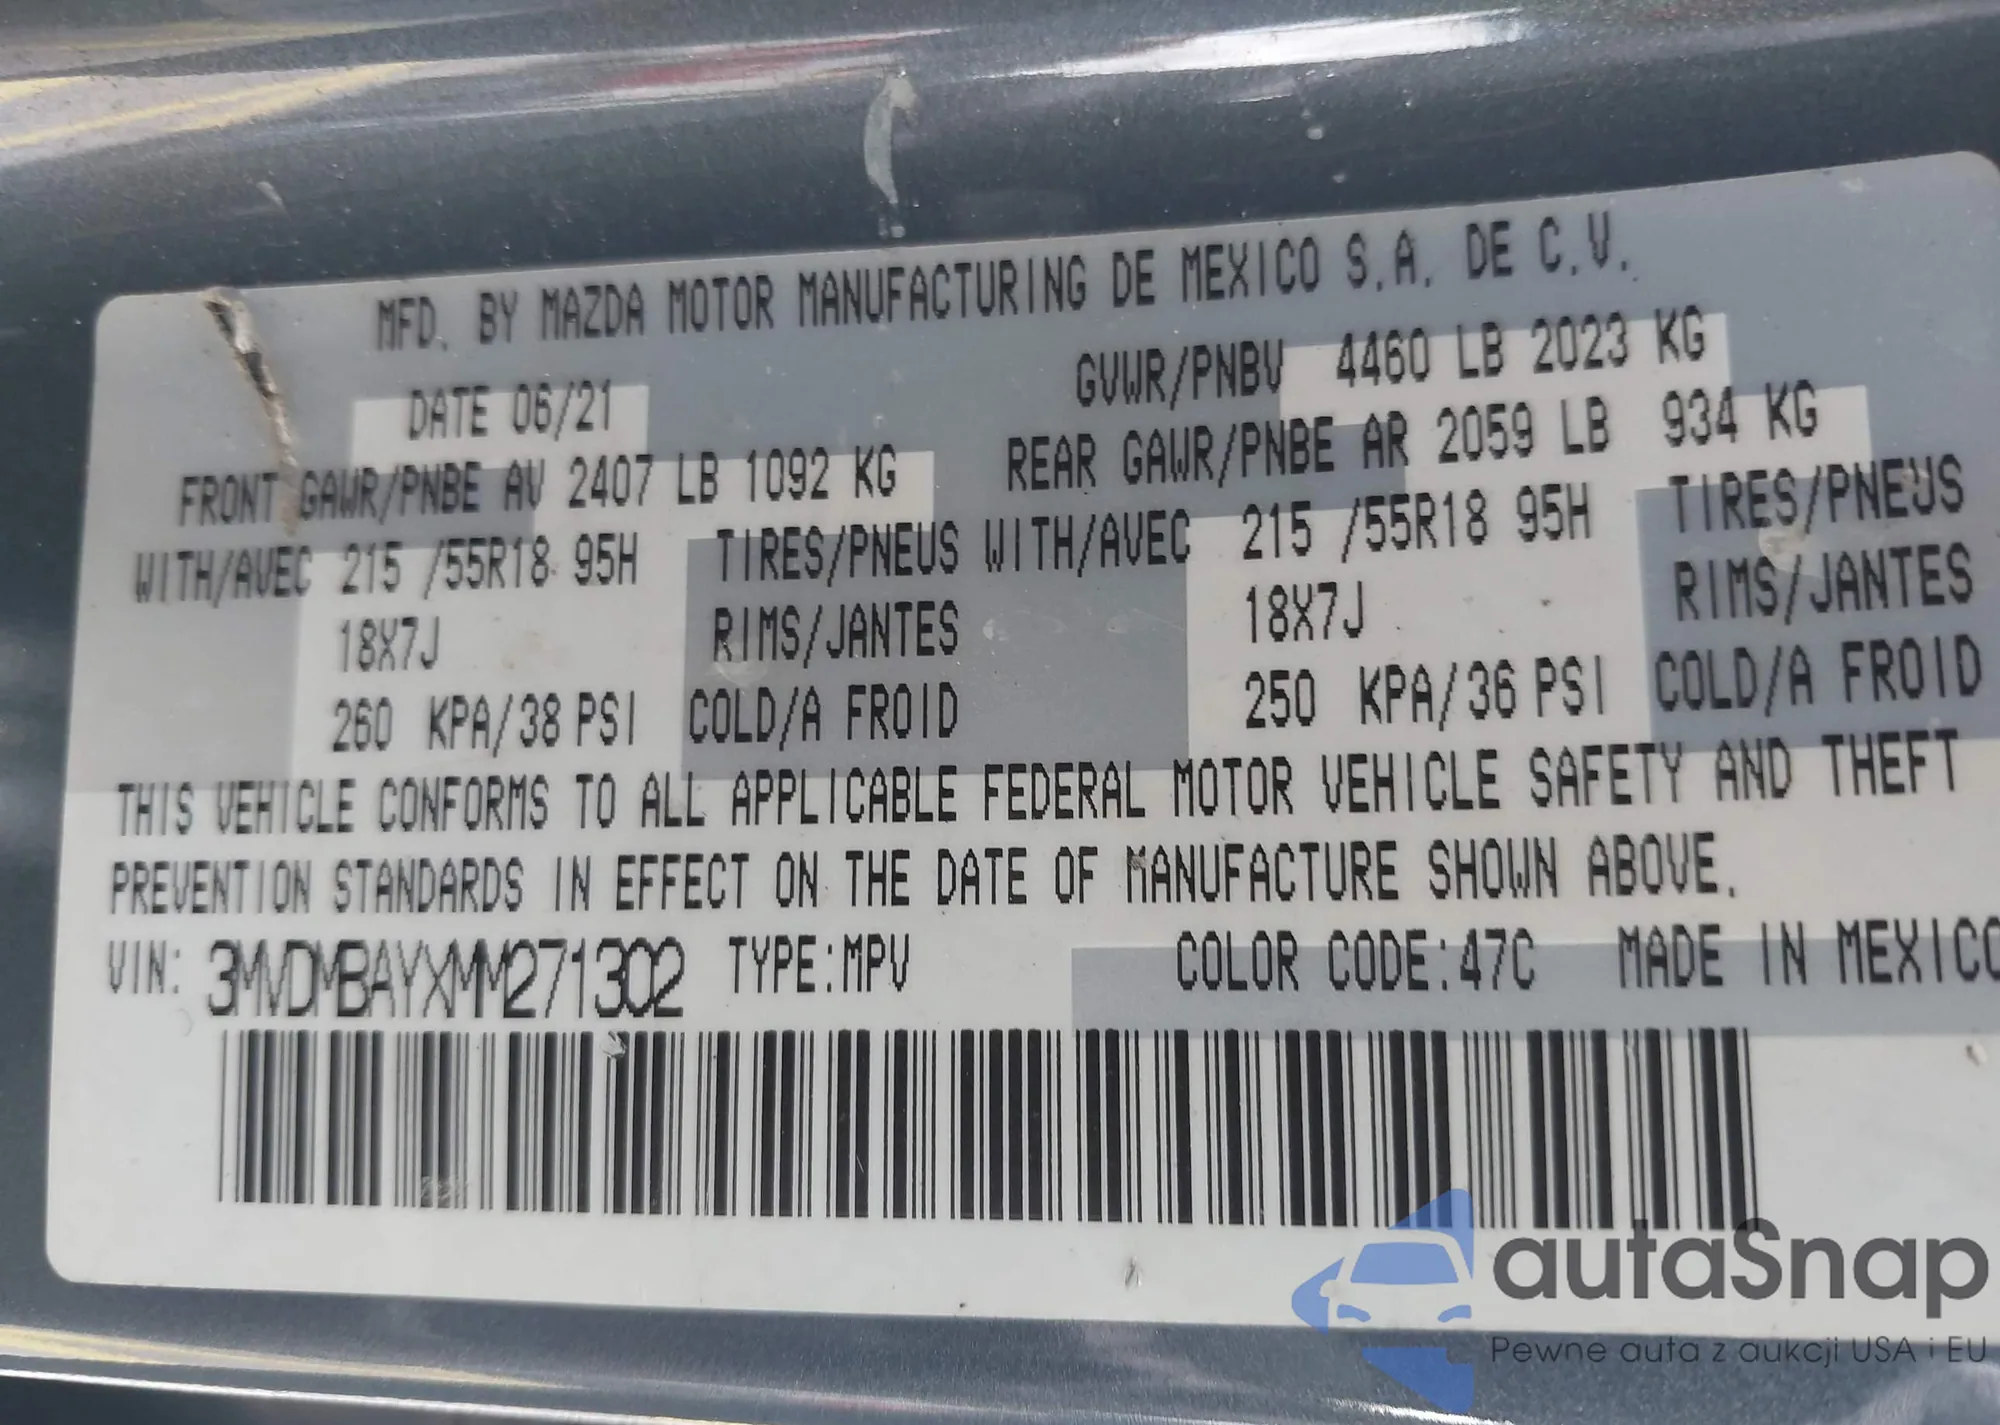 MFD. BY MAZDA MOTOR MANUFACTURING DE MEXICO S.A. DE C.V.
DATE 06/21 GVWR/PNBV 4460 LB 2023 KG
FRONT GAWR/PNBE AV 2407 LB 1092 KG REAR GAWR/PNBE AR 2059 LB 934 KG
WITH/AVEC 215 /55R18 95H TIRES/PNEUS WITH/AVEC 215 /55R18 95H TIRES/PNEUS
18X7J RIMS/JANTES 18X7J RIMS/JANTES
260 KPA/38 PSI COLD/A FROID 250 KPA/36 PSI COLD/A FROID
THIS VEHICLE CONFORMS TO ALL APPLICABLE FEDERAL MOTOR VEHICLE SAFETY AND THEFT
PREVENTION STANDARDS IN EFFECT ON THE DATE OF MANUFACTURE SHOWN ABOVE.
VIN: 3MVDMBAYXMM271302 TYPE:MPV COLOR CODE:47C MADE IN MEXICO
autaSnap
Pewne auta z aukcji USA i EU